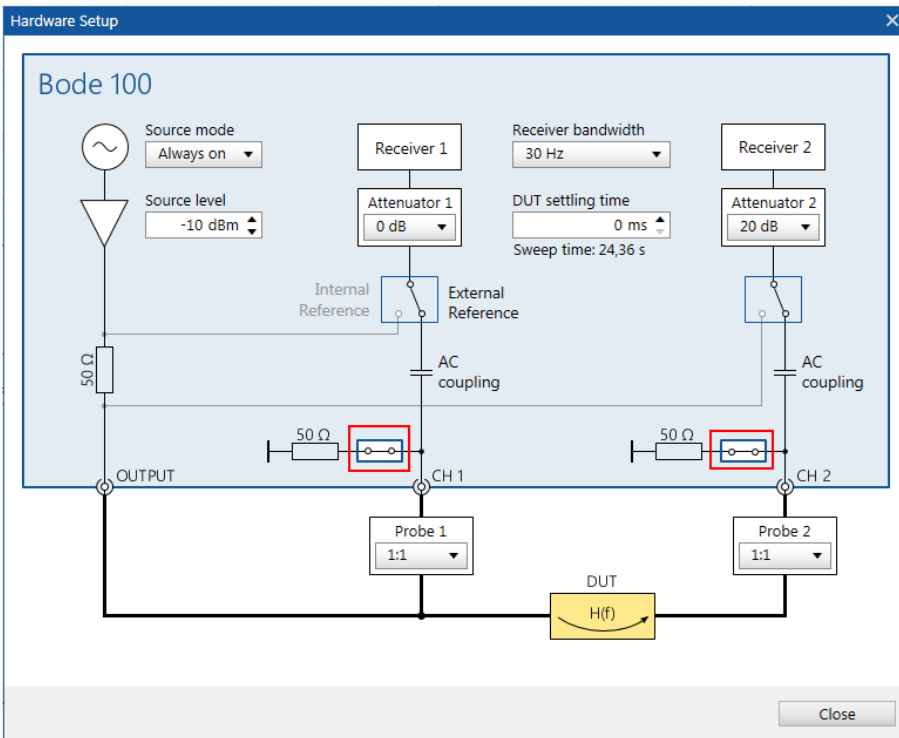 Hardware Setup
Bode 100
Source mode
Always on
Source level
-10 dBm
Receiver 1
Attenuator 1
0 dB
Receiver bandwidth
30 Hz
DUT settling time
0 ms
Sweep time: 24,36 s
Receiver 2
Attenuator 2
20 dB
Internal
Reference
External
Reference
50 Ω
AC
coupling
AC
coupling
50 Ω
50 Ω
OUTPUT
CH 1
CH 2
Probe 1
1:1
Probe 2
1:1
DUT
H(f)
Close